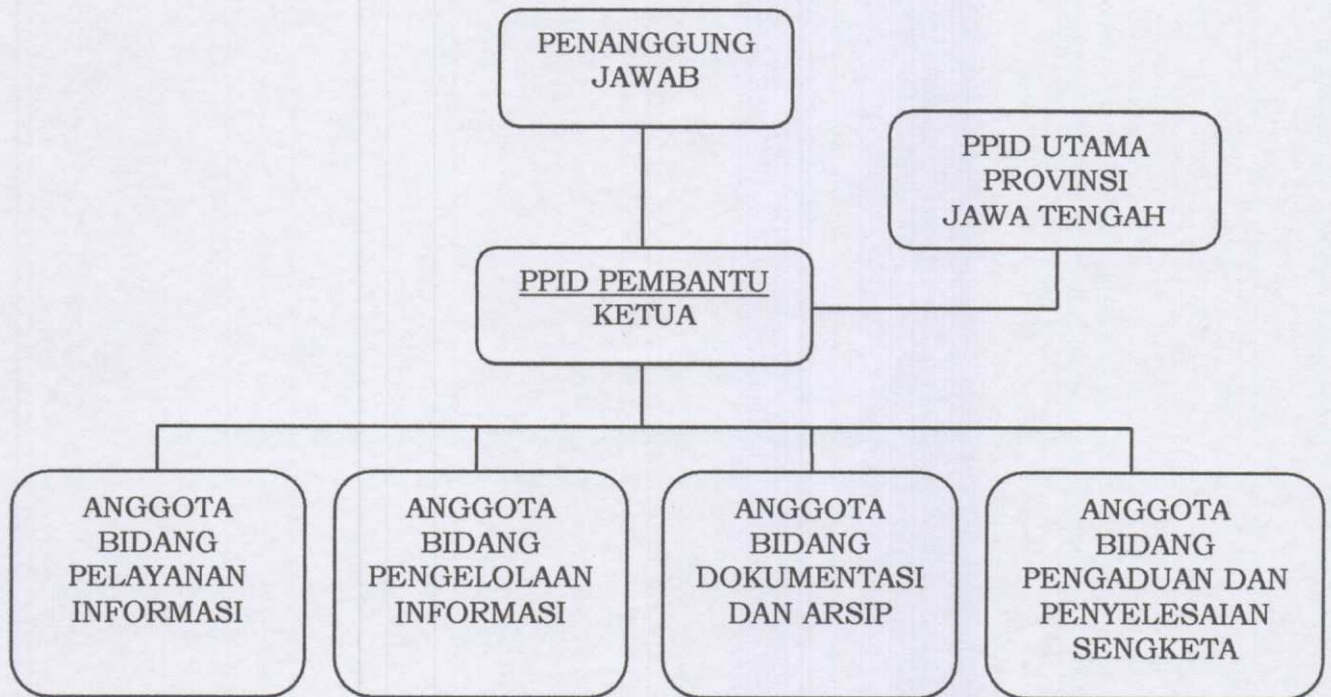 PENANGGUNG
JAWAB
PPID UTAMA
PROVINSI
JAWA TENGAH
PPID PEMBANTU
KETUA
ANGGOTA
BIDANG
PELAYANAN
INFORMASI
ANGGOTA
BIDANG
PENGELOLAAN
INFORMASI
ANGGOTA
BIDANG
DOKUMENTASI
DAN ARSIP
ANGGOTA
BIDANG
PENGADUAN DAN
PENYELESAIAN
SENGKETA